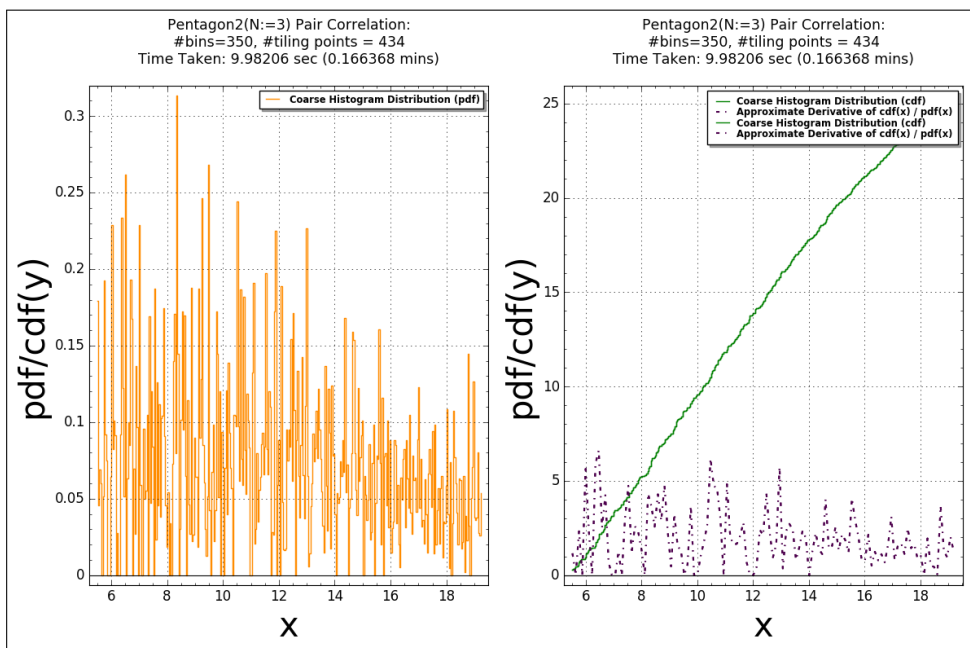 Pentagon2(N:=3) Pair Correlation:
#bins=350, #tiling points = 434
Time Taken: 9.98206 sec (0.166368 mins)
Coarse Histogram Distribution (pdf)
pdf/cdf(y)
0.3
0.25
0.2
0.15
0.1
0.05
0
6 8 10 12 14 16 18
x
Pentagon2(N:=3) Pair Correlation:
#bins=350, #tiling points = 434
Time Taken: 9.98206 sec (0.166368 mins)
Coarse Histogram Distribution (cdf)
Approximate Derivative of cdf(x) / pdf(x)
Coarse Histogram Distribution (cdf)
Approximate Derivative of cdf(x) / pdf(x)
pdf/cdf(y)
25
20
15
10
5
0
6 8 10 12 14 16 18
x